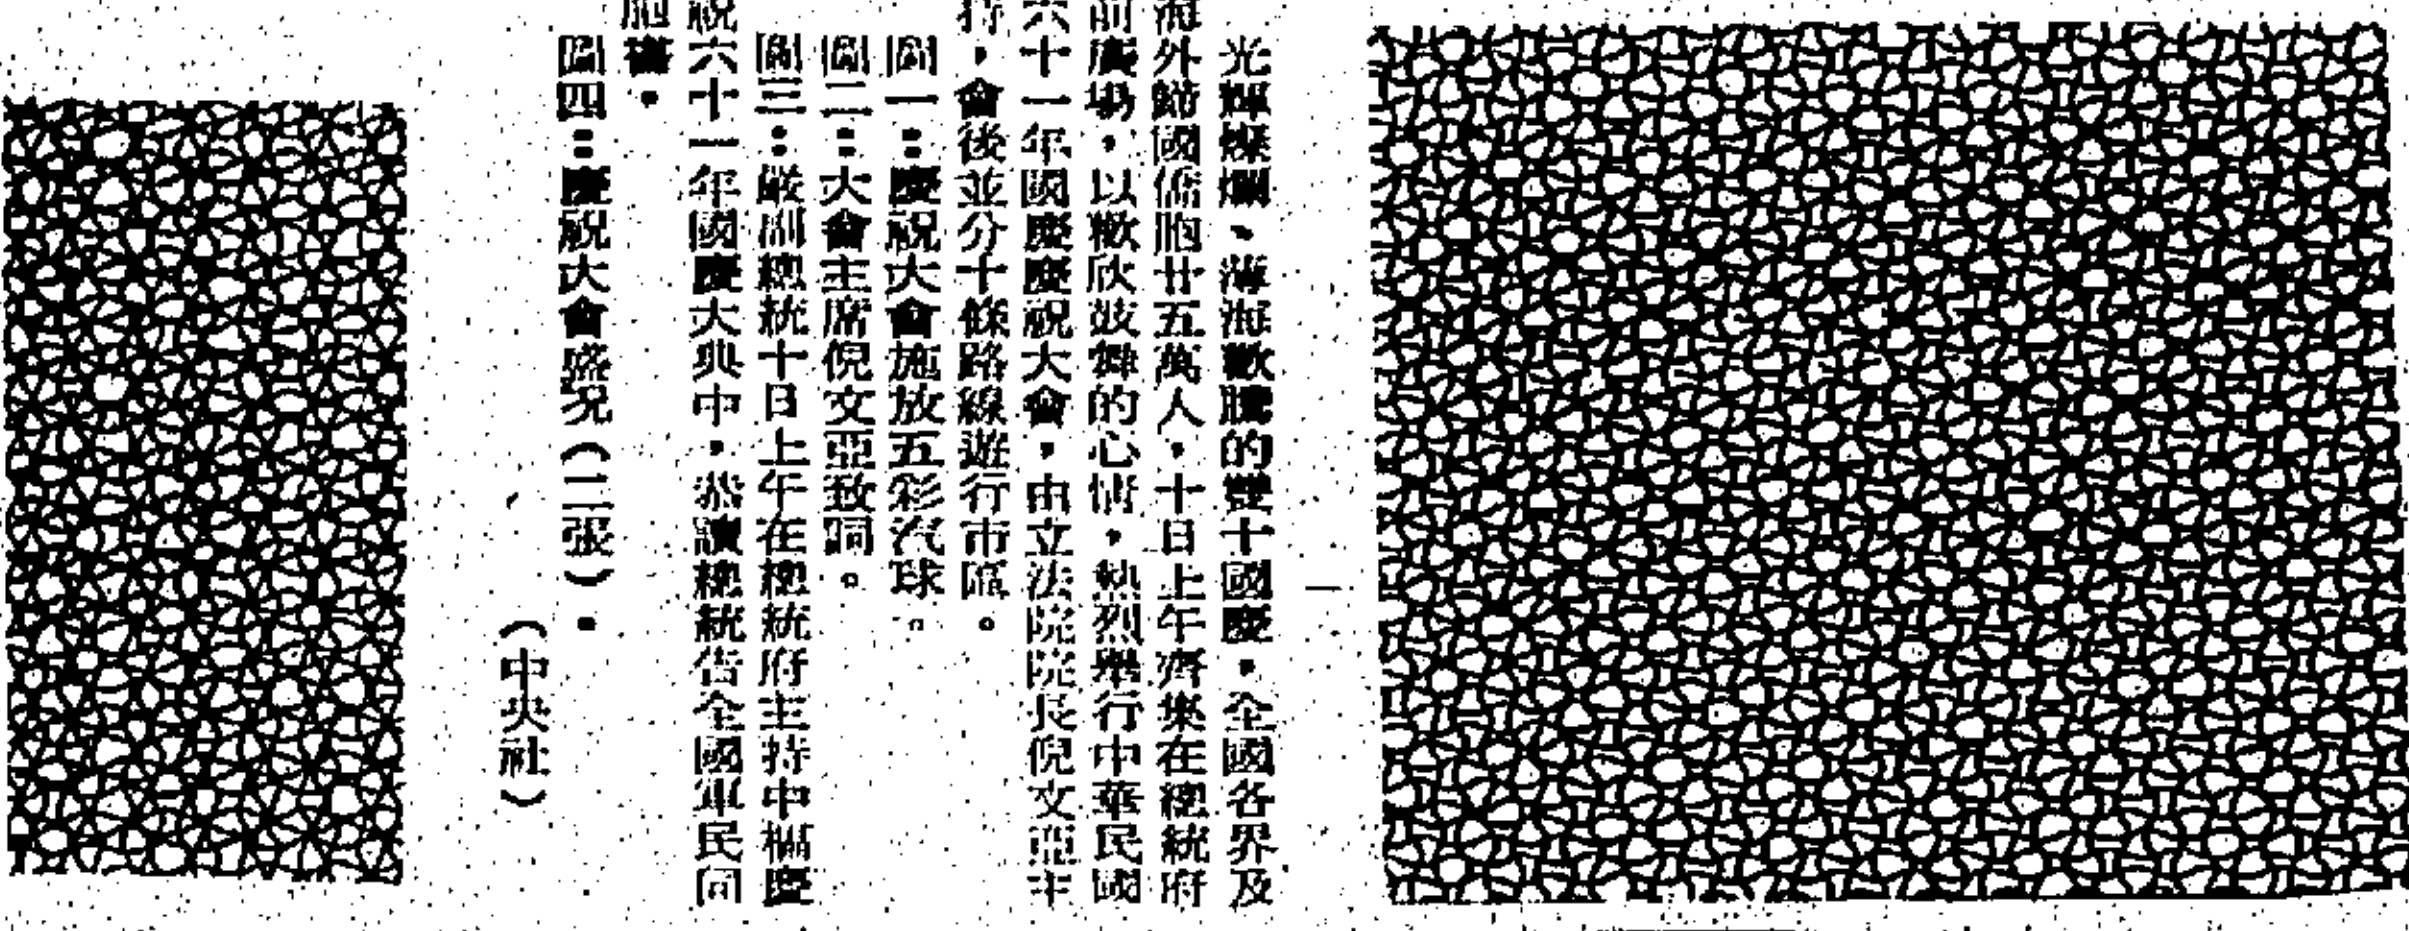 光輝燦爛、薄海歡騰的雙十國慶，全國各界及
海外歸國僑胞廿五萬人，十日上午齊集在總統府
前廣場，以歡欣鼓舞的心情，熱烈舉行中華民國
六十一年國慶慶祝大會，由立法院院長倪文亞主
持，會後並分十條路線遊行市區。
圖一：慶祝大會施放五彩汽球。
圖二：大會主席倪文亞致詞。
圖三：嚴副總統十日上午在總統府主持中樞慶
祝六十一年國慶大典中，恭讀總統告全國軍民同
胞書。
圖四：慶祝大會盛況（二張）。
（中央社）